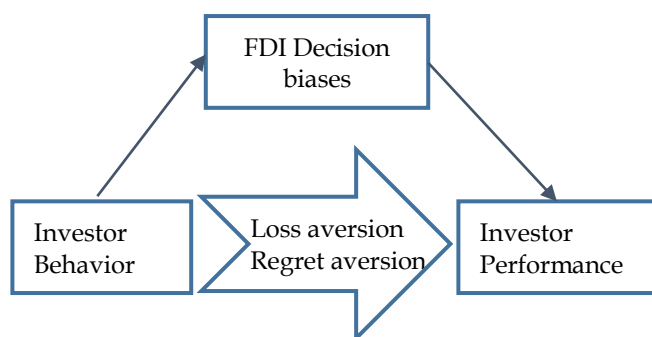 FDI Decision
biases
Investor
Behavior
Loss aversion
Regret aversion
Investor
Performance